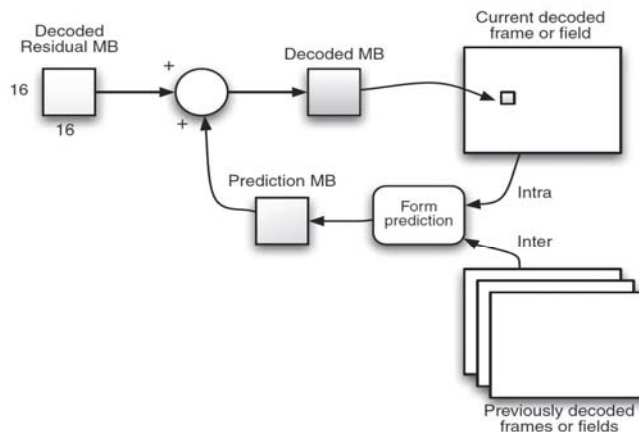 Decoded
Residual MB
16
16
+
+
Decoded MB
Current decoded
frame or field
Prediction MB
Form
prediction
Intra
Inter
Previously decoded
frames or fields